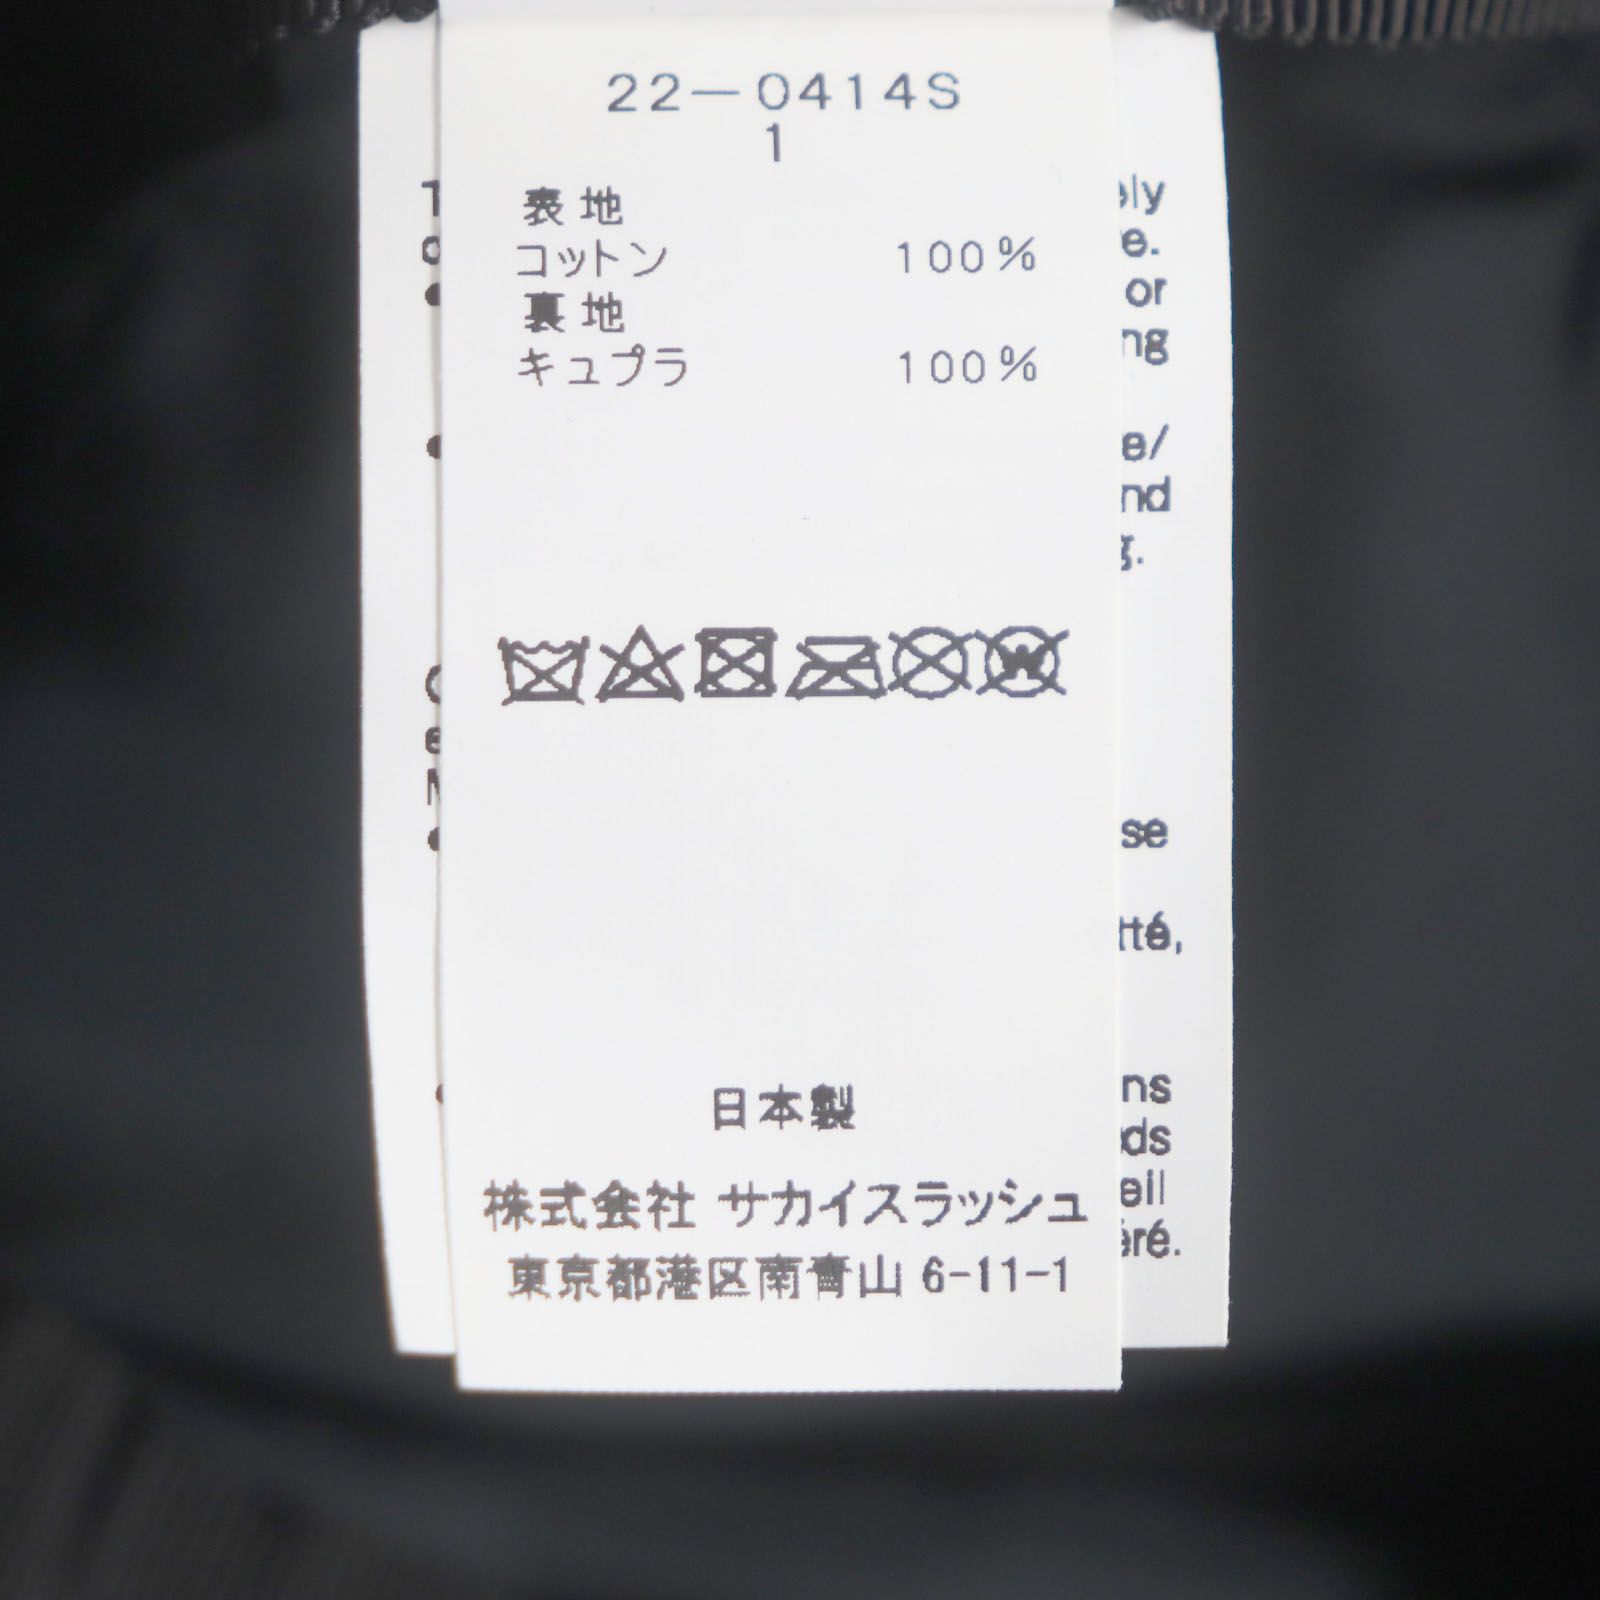 22-0414S
1
表地
コットン 100%
裏地
キュプラ 100%
日本製
株式会社 サカイスラッシュ
東京都港区南青山 6-11-1
or